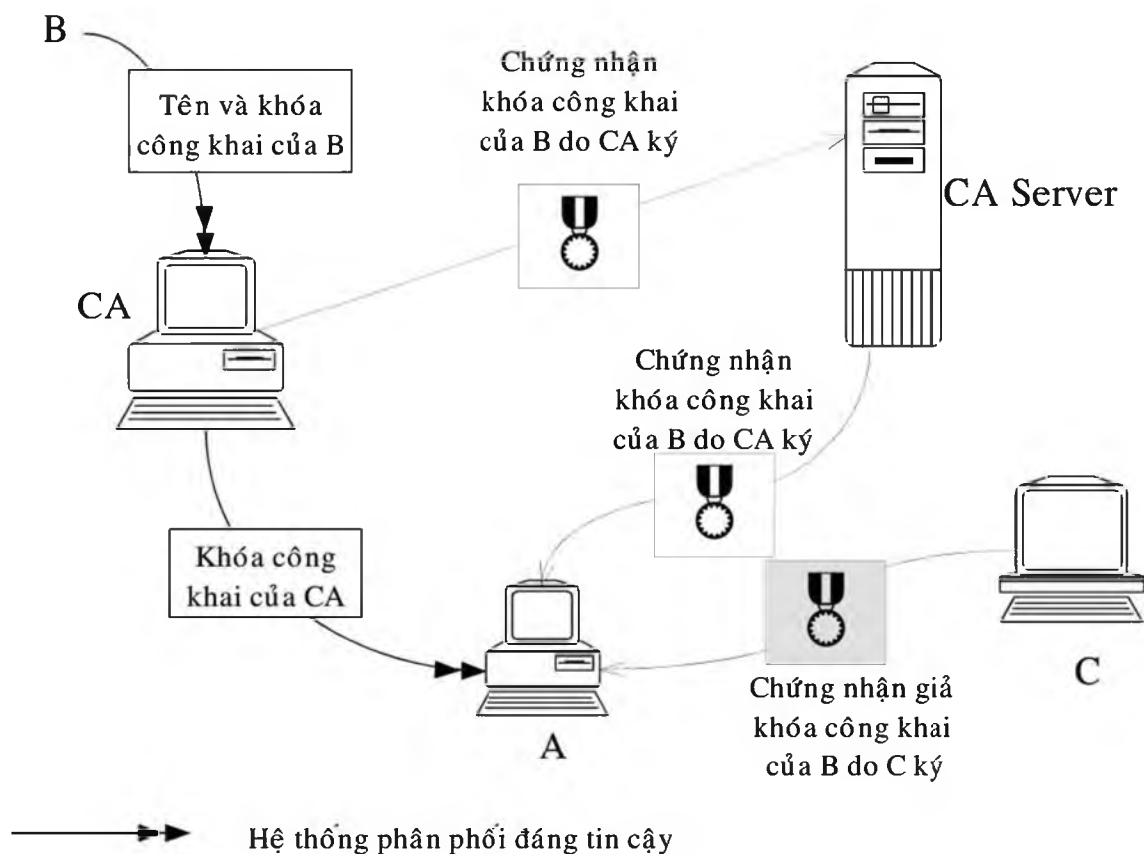 B
Tên và khóa
công khai của B
Chứng nhận
khóa công khai
của B do CA ký
CA Server
CA
Chứng nhận
khóa công khai
của B do CA ký
Khóa công
khai của CA
A
C
Chứng nhận giả
khóa công khai
của B do C ký
Hệ thống phân phối đáng tin cậy